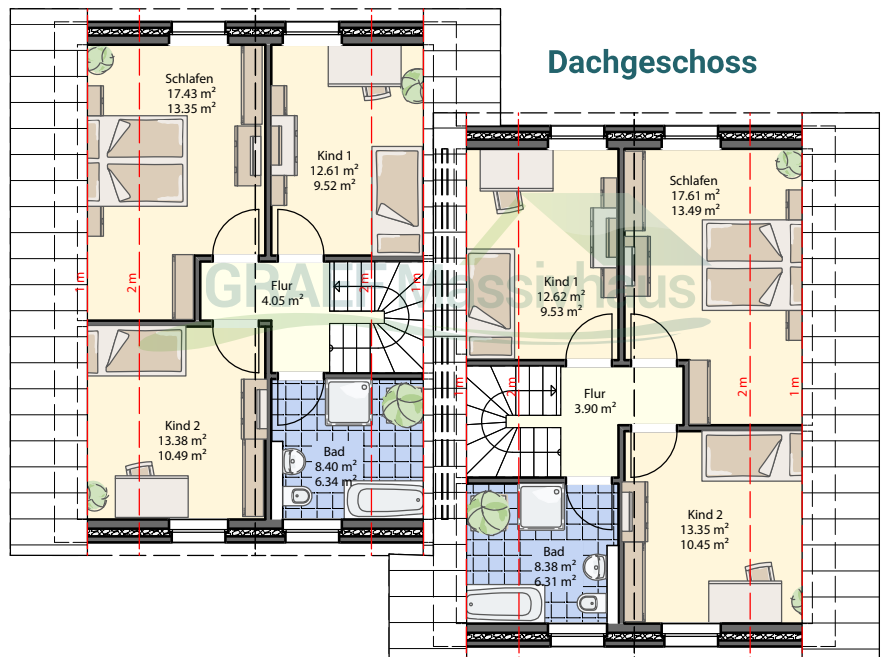 Dachgeschoss
Schlafen
17.43 m²
13.35 m²
Kind 1
12.61 m²
9.52 m²
1 m
2 m
Flur
4.05 m²
2 m
1 m
Kind 2
13.38 m²
10.49 m²
Bad
8.40 m²
6.34 m²
GRAEF Massivhaus
Schlafen
17.61 m²
13.49 m²
Kind 1
12.62 m²
9.53 m²
1 m
2 m
Flur
3.90 m²
2 m
1 m
Kind 2
13.35 m²
10.45 m²
Bad
8.38 m²
6.31 m²